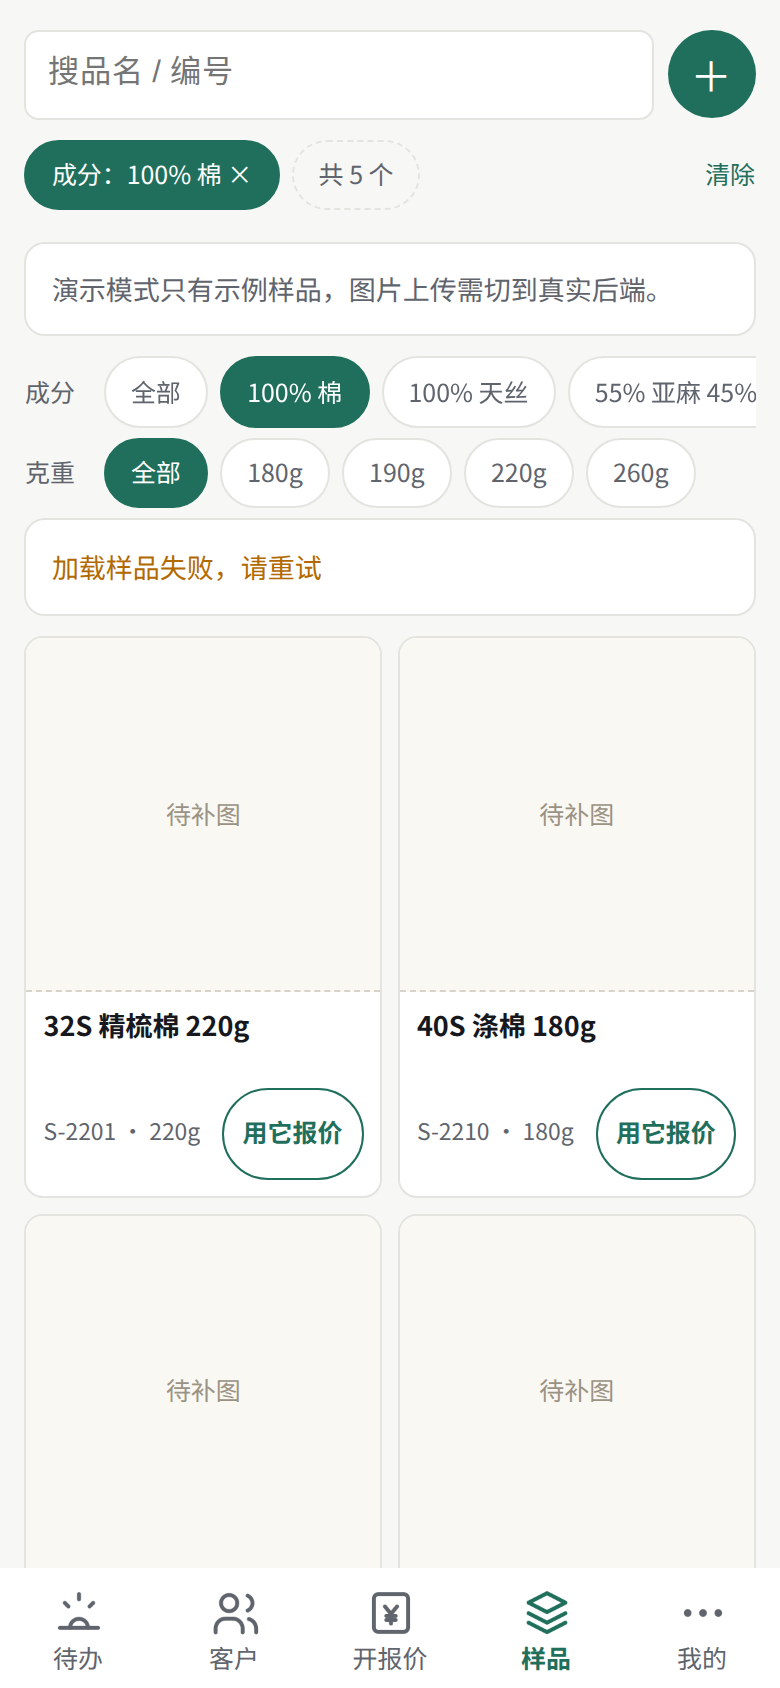 搜品名 / 编号
成分：100% 棉 ×
共 5 个
清除
演示模式只有示例样品，图片上传需切到真实后端。
成分 全部 100% 棉 100% 天丝 55% 亚麻 45%
克重 全部 180g 190g 220g 260g
加载样品失败，请重试
待补图 待补图
32S 精梳棉 220g 40S 涤棉 180g
S-2201 · 220g 用它报价 S-2210 · 180g 用它报价
待补图 待补图
待办 客户 开报价 样品 我的